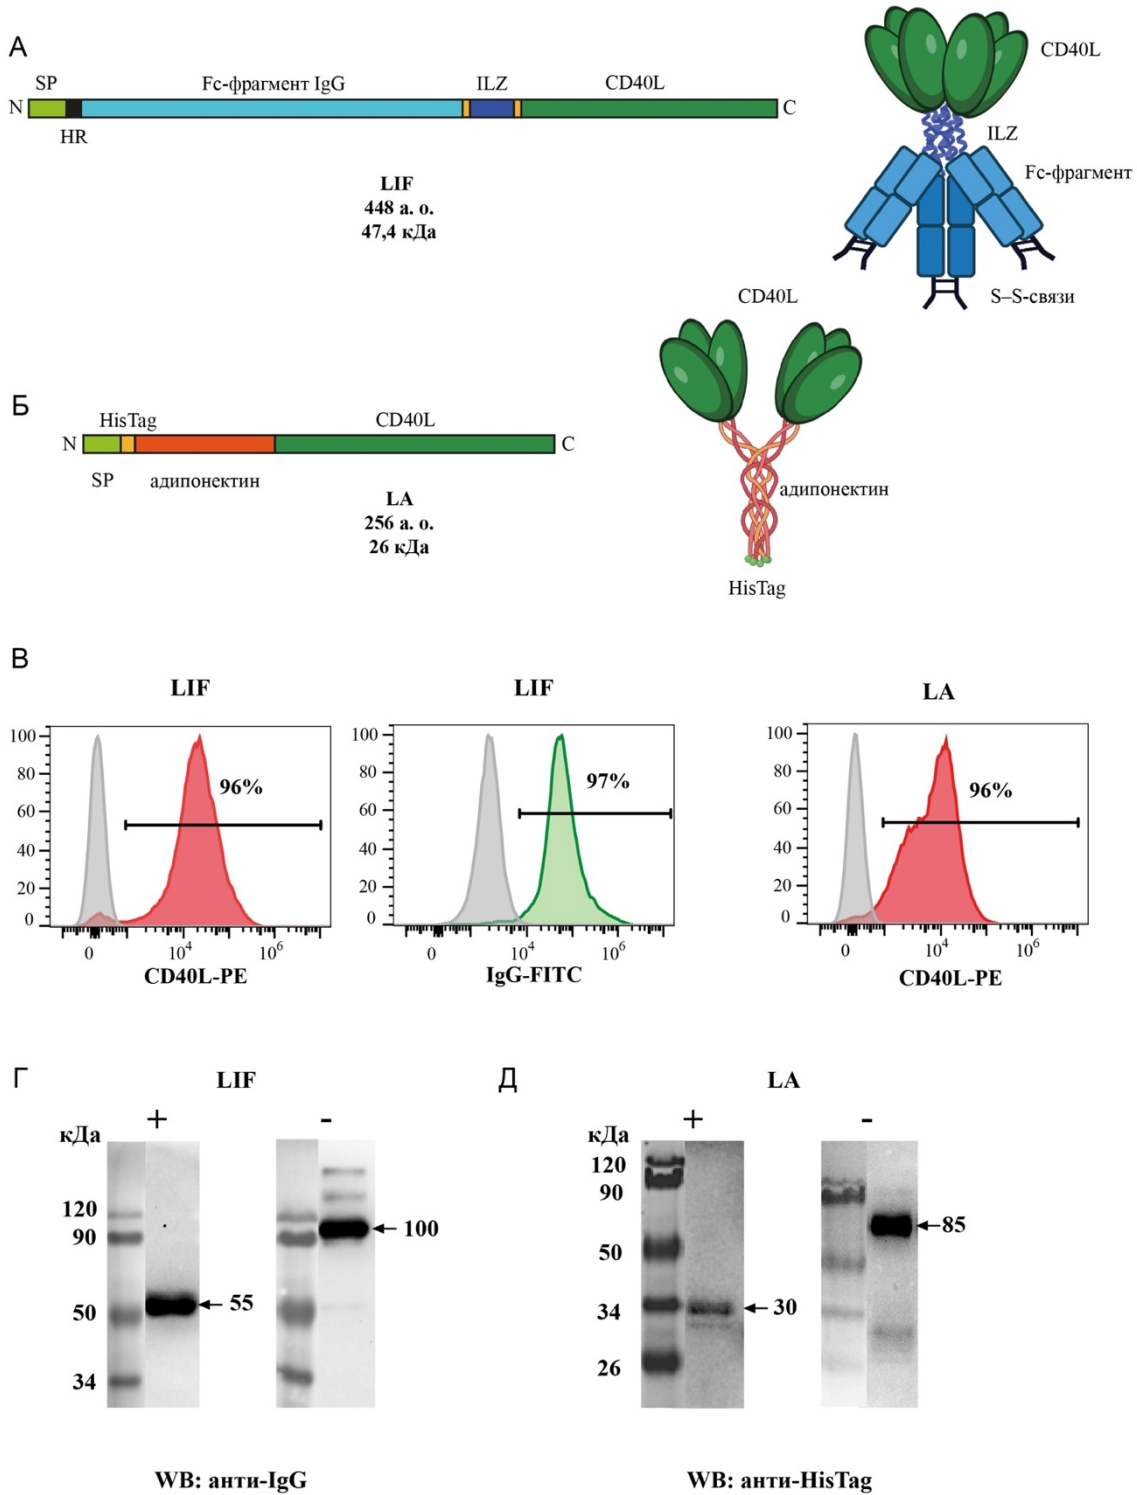 А
SP
Fc-фрагмент IgG
ILZ
CD40L
N
C
HR
LIF
448 а. о.
47,4 кДа
CD40L
ILZ
Fc-фрагмент
S–S-связи
Б
HisTag
CD40L
N
C
SP
адипонектин
LA
256 а. о.
26 кДа
CD40L
адипонектин
HisTag
В
LIF
100
80
60
40
20
0
96%
0
10^4
10^6
CD40L-PE
LIF
100
80
60
40
20
0
97%
0
10^4
10^6
IgG-FITC
LA
100
80
60
40
20
0
96%
0
10^4
10^6
CD40L-PE
Г
LIF
+
-
кДа
120
90
50
34
55
100
WB: анти-IgG
Д
LA
+
-
кДа
120
90
50
34
26
30
85
WB: анти-HisTag